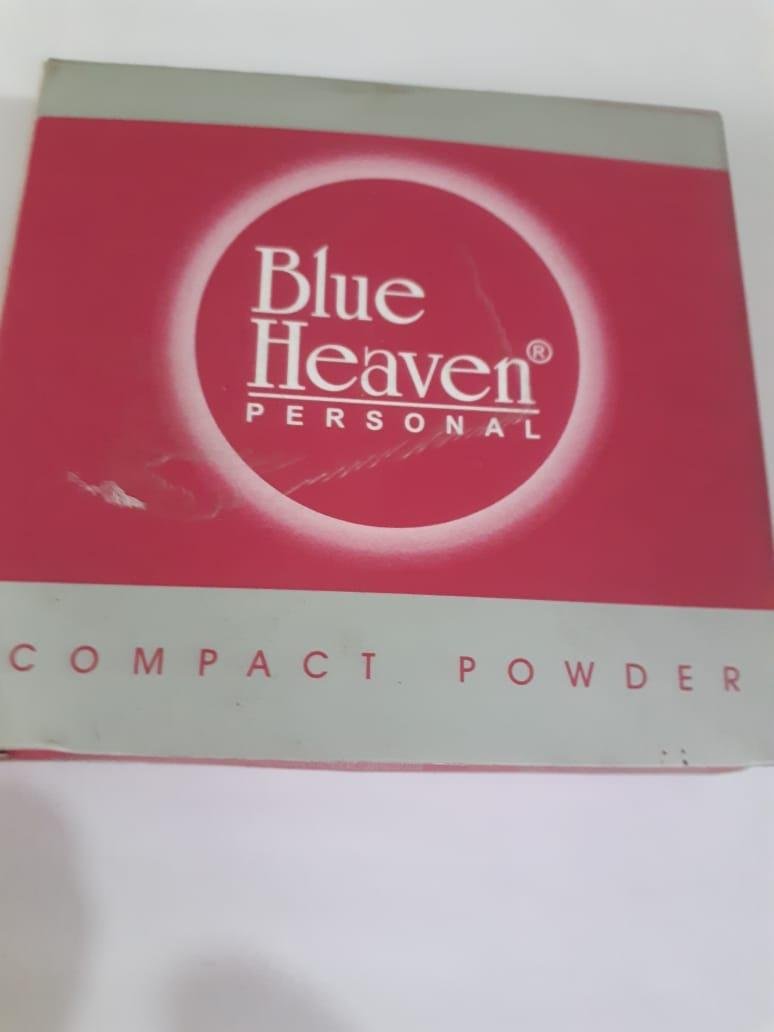 Blue
Heaven®
PERSONAL
COMPACT POWDER